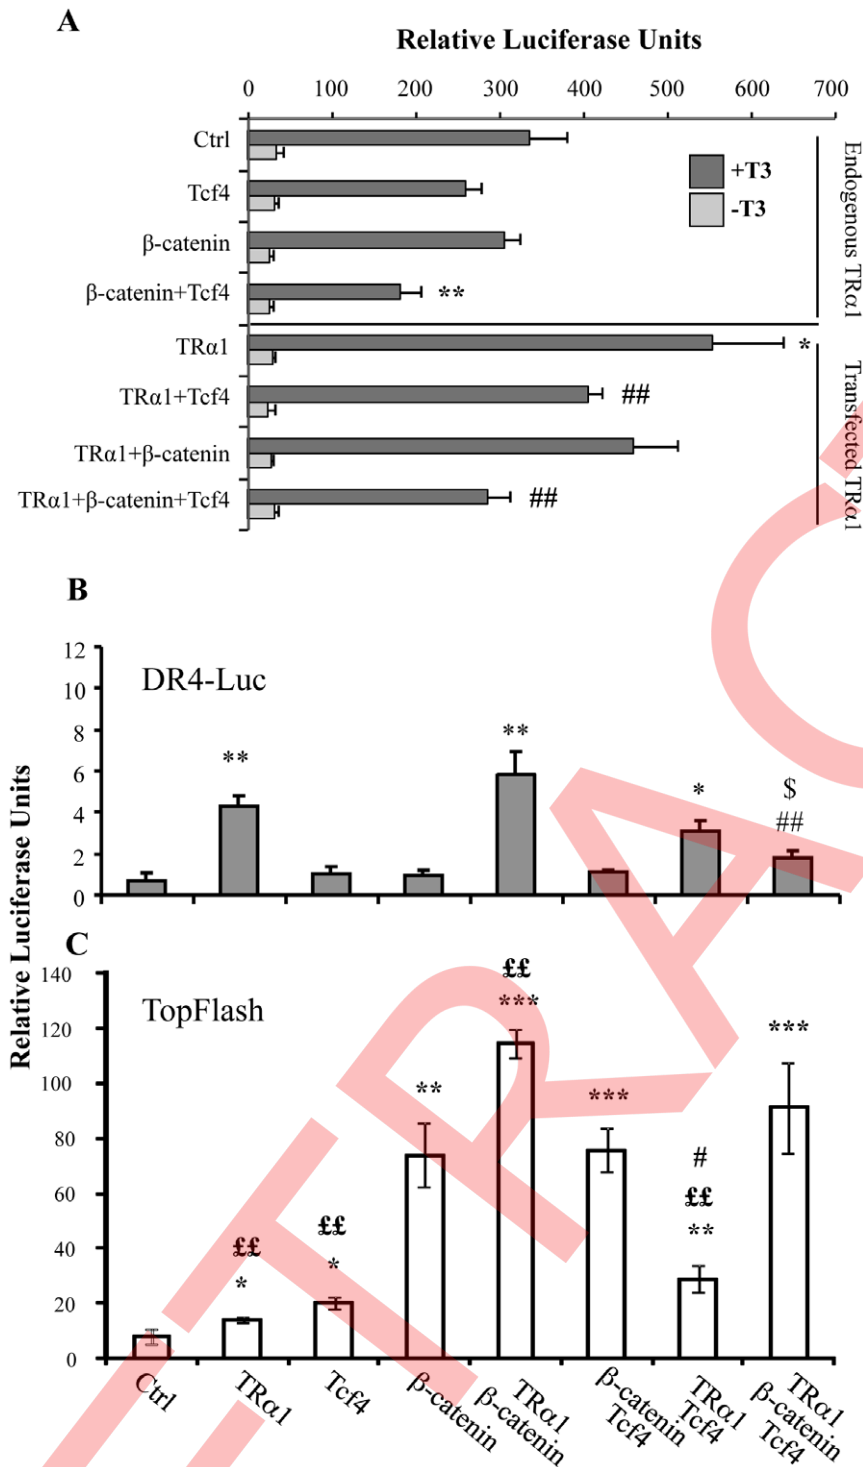 A
Relative Luciferase Units
0 100 200 300 400 500 600 700
Ctrl
Tcf4
β-catenin
β-catenin+Tcf4
**
TRα1
*
TRα1+Tcf4
##
TRα1+β-catenin
TRα1+β-catenin+Tcf4
##
+T3
-T3
Endogenous TRα1
Transfected TRα1
B
DR4-Luc
12
10
8
6
4
2
0
**
**
*
$
##
Relative Luciferase Units
C
TopFlash
140
120
100
80
60
40
20
0
££
*
££
*
**
££
***
***
#
££
**
***
Ctrl
TRα1
Tcf4
β-catenin
TRα1
β-catenin
β-catenin
Tcf4
TRα1
Tcf4
TRα1
β-catenin
Tcf4